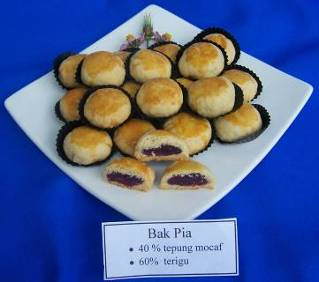 Bak Pia
• 40 % tepung mocaf
• 60% terigu